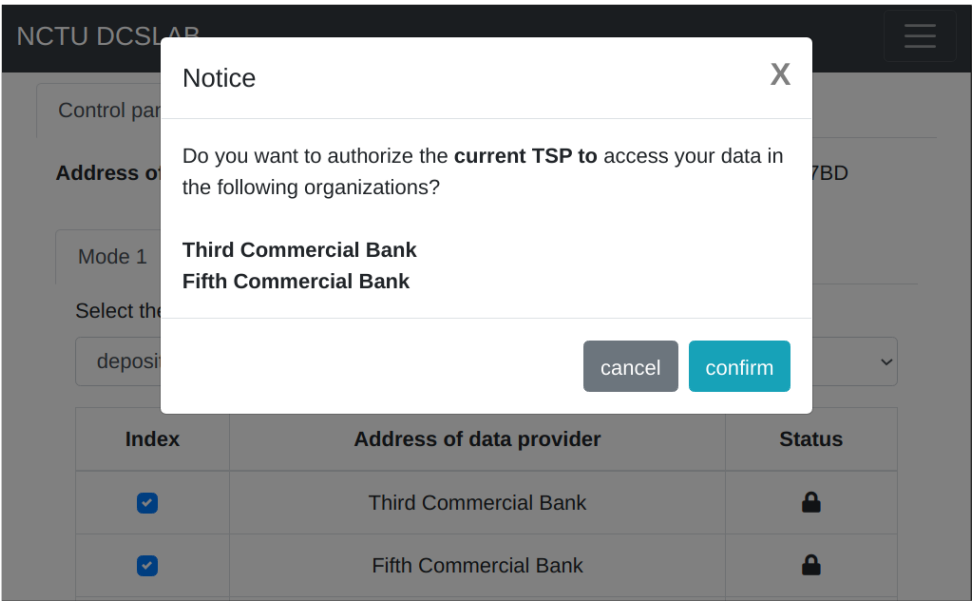 NCTU DCSLAB
Notice
X
Do you want to authorize the current TSP to access your data in
the following organizations?
Third Commercial Bank
Fifth Commercial Bank
cancel
confirm
Control par
Address of
7BD
Mode 1
Select the
deposit
Index Address of data provider Status
Third Commercial Bank
Fifth Commercial Bank